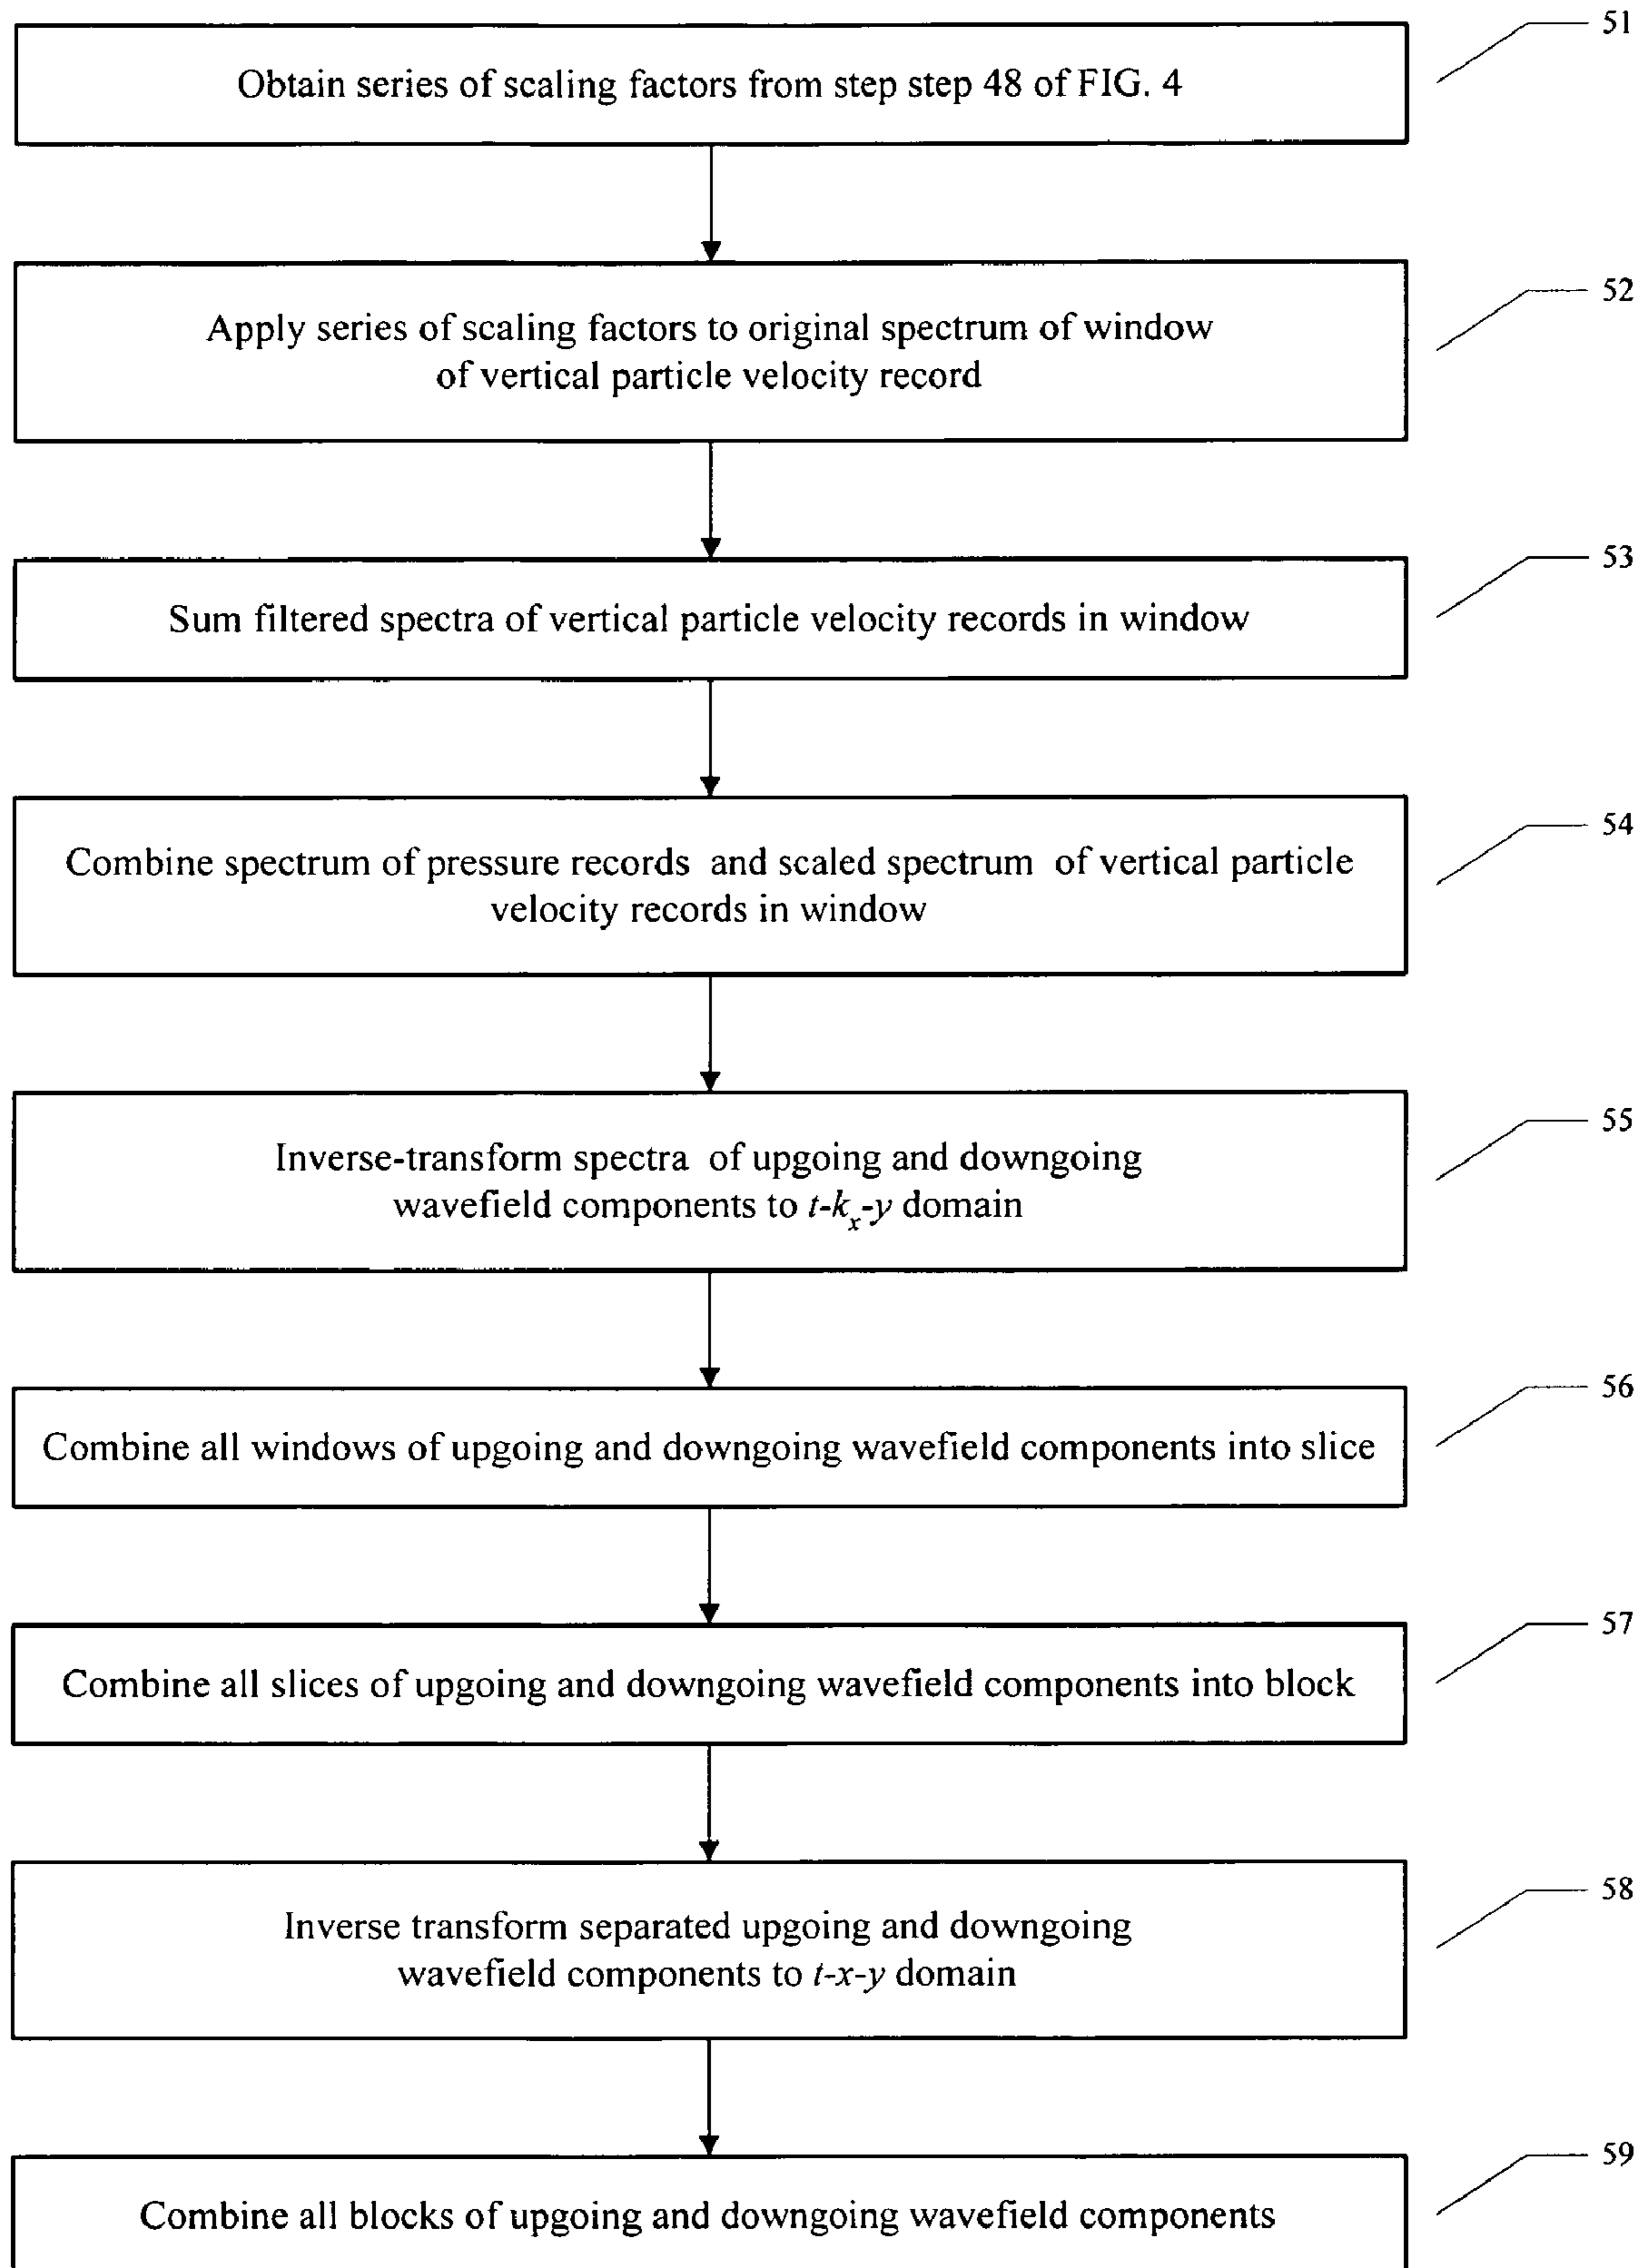 51
Obtain series of scaling factors from step step 48 of FIG. 4
52
Apply series of scaling factors to original spectrum of window
of vertical particle velocity record
53
Sum filtered spectra of vertical particle velocity records in window
54
Combine spectrum of pressure records and scaled spectrum of vertical particle
velocity records in window
55
Inverse-transform spectra of upgoing and downgoing
wavefield components to t-kx-y domain
56
Combine all windows of upgoing and downgoing wavefield components into slice
57
Combine all slices of upgoing and downgoing wavefield components into block
58
Inverse transform separated upgoing and downgoing
wavefield components to t-x-y domain
59
Combine all blocks of upgoing and downgoing wavefield components